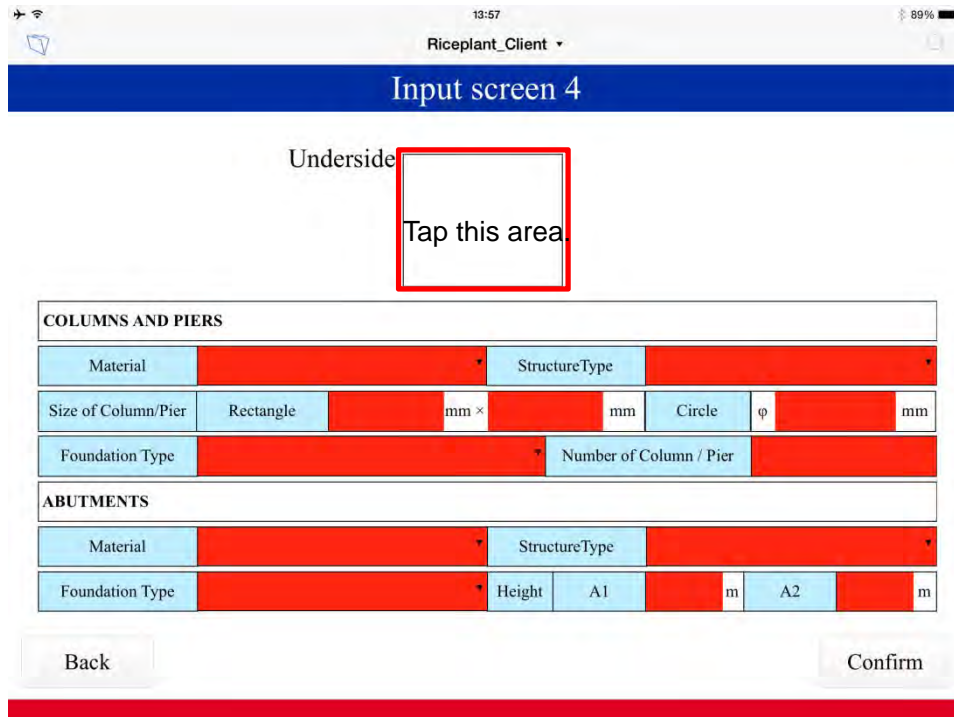 13:57
89%
Riceplant_Client
Input screen 4
Underside
Tap this area.
COLUMNS AND PIERS
Material StructureType
Size of Column/Pier Rectangle mm × mm Circle φ mm
Foundation Type Number of Column / Pier
ABUTMENTS
Material StructureType
Foundation Type Height A1 m A2 m
Back Confirm